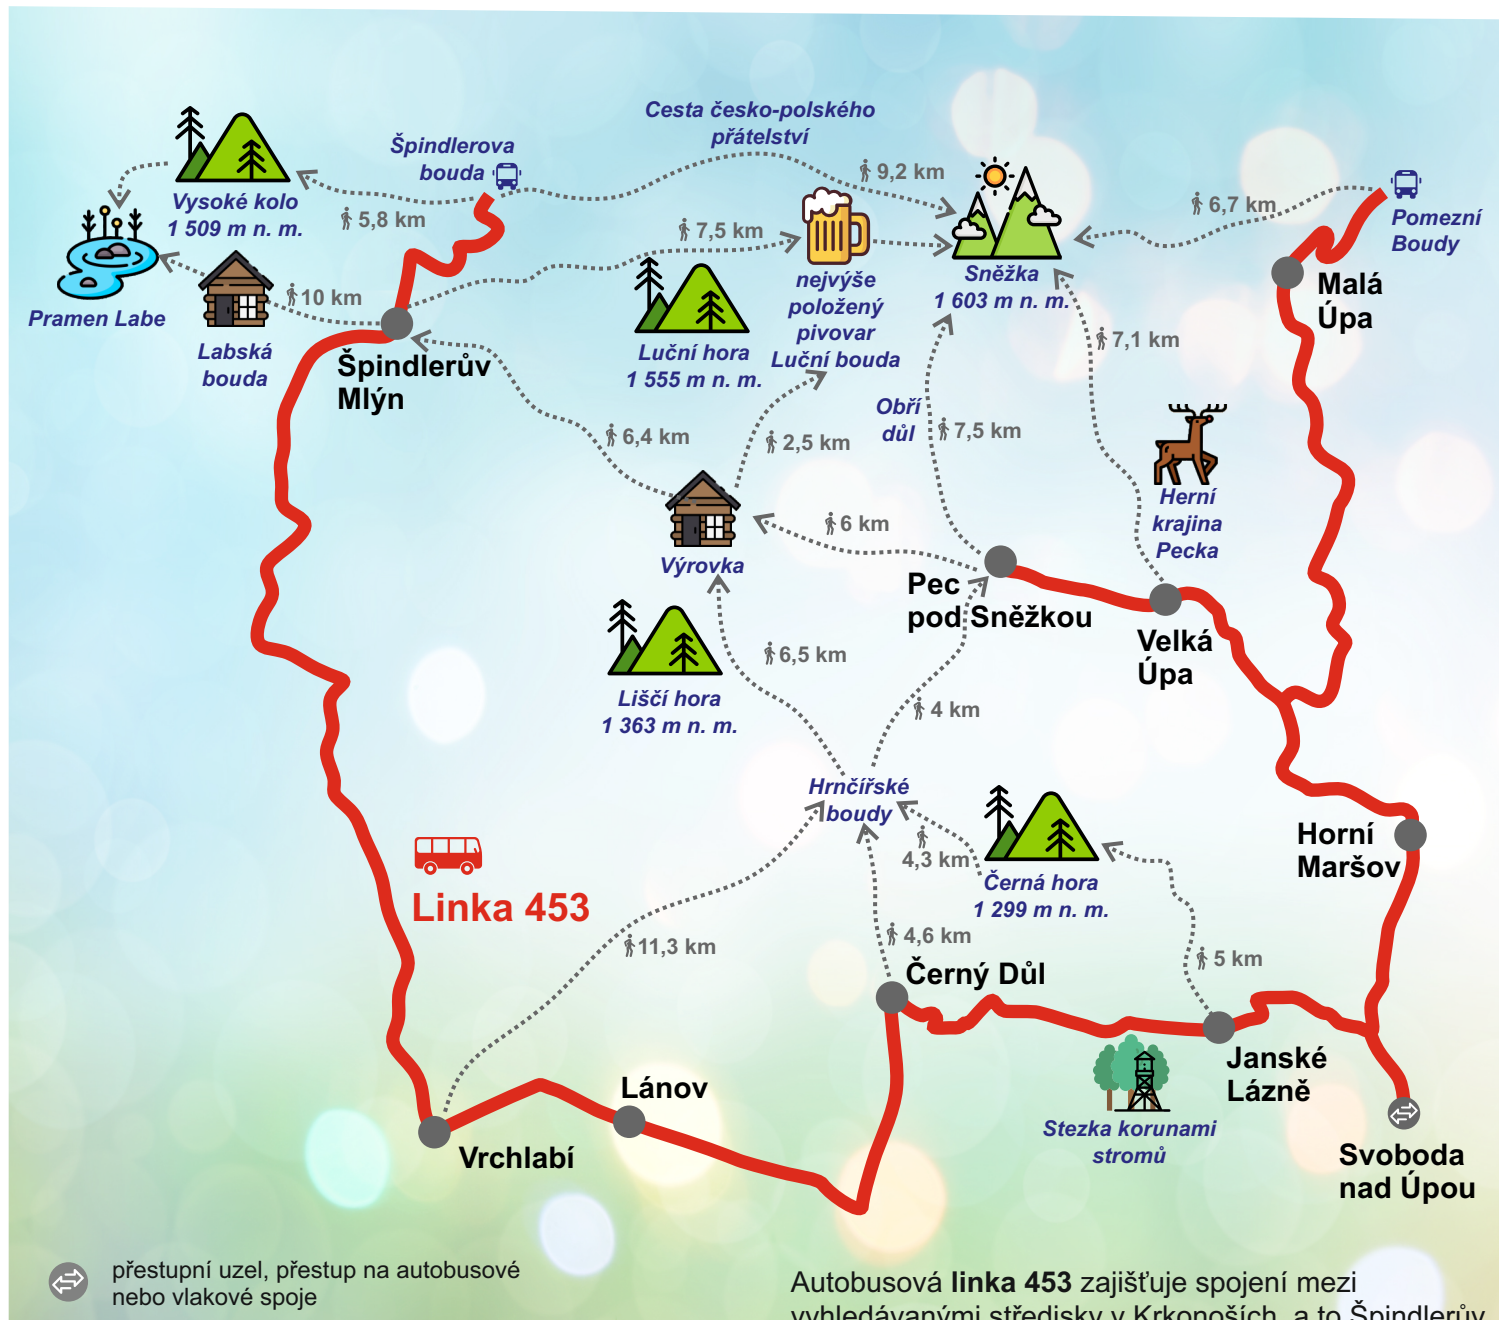 Cesta česko-polského
přátelství
Špindlerova
bouda
9,2 km
Vysoké kolo
1 509 m n. m.
5,8 km
6,7 km
Pomezní
Boudy
7,5 km
Sněžka
1 603 m n. m.
nejvýše
položený
pivovar
Luční bouda
Malá
Úpa
Pramen Labe
10 km
Labská
bouda
Špindlerův
Mlýn
Luční hora
1 555 m n. m.
7,1 km
Obří
důl
7,5 km
6,4 km
2,5 km
Herní
krajina
Pecka
6 km
Výrovka
Pec
pod Sněžkou
Velká
Úpa
6,5 km
Liščí hora
1 363 m n. m.
4 km
Hrnčířské
boudy
Horní
Maršov
4,3 km
Černá hora
1 299 m n. m.
Linka 453
11,3 km
4,6 km
5 km
Černý Důl
Janské
Lázně
Lánov
Vrchlabí
Stezka korunami
stromů
Svoboda
nad Úpou
přestupní uzel, přestup na autobusové
nebo vlakové spoje
Autobusová linka 453 zajišťuje spojení mezi
vyhledávanými středisky v Krkonoších, a to Špindlerův